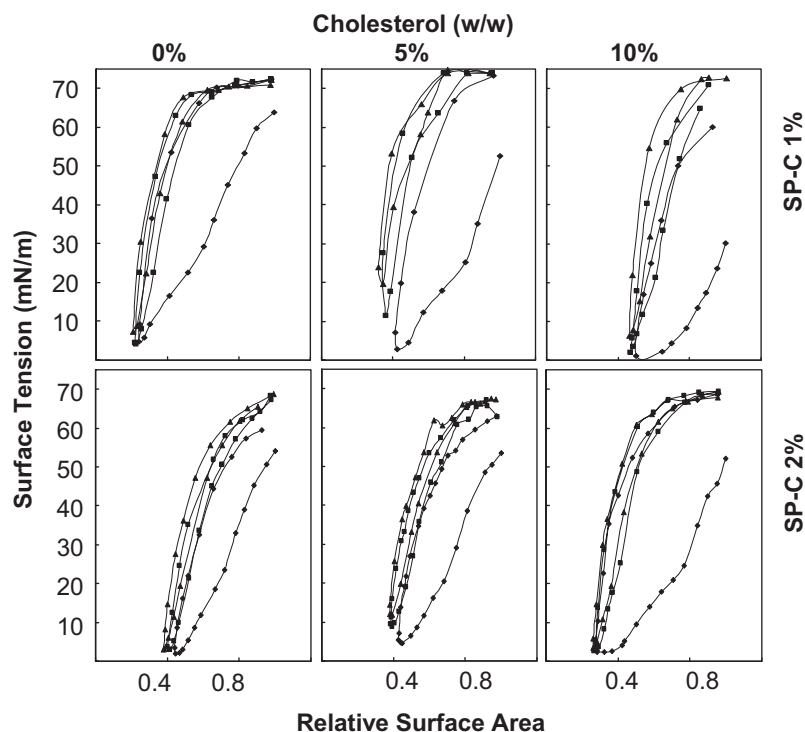 Cholesterol (w/w)
0% 5% 10%
70
60
50
40
30
20
10
SP-C 1%
Surface Tension (mN/m)
70
60
50
40
30
20
10
SP-C 2%
0.4 0.8 0.4 0.8 0.4 0.8
Relative Surface Area